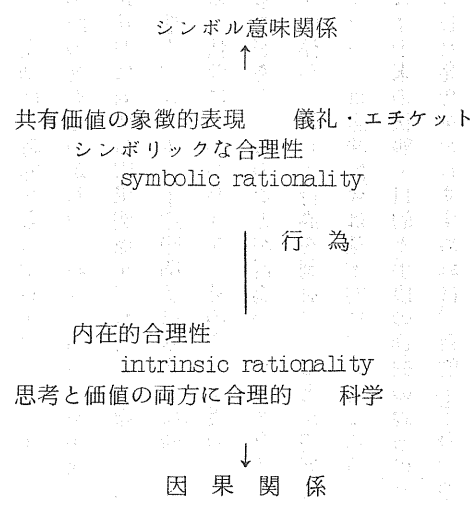 シンボル意味関係
↑
共有価値の象徴的表現　儀礼・エチケット
シンボリックな合理性
symbolic rationality
行 為
内在的合理性
intrinsic rationality
思考と価値の両方に合理的　科学
↓
因 果 関 係